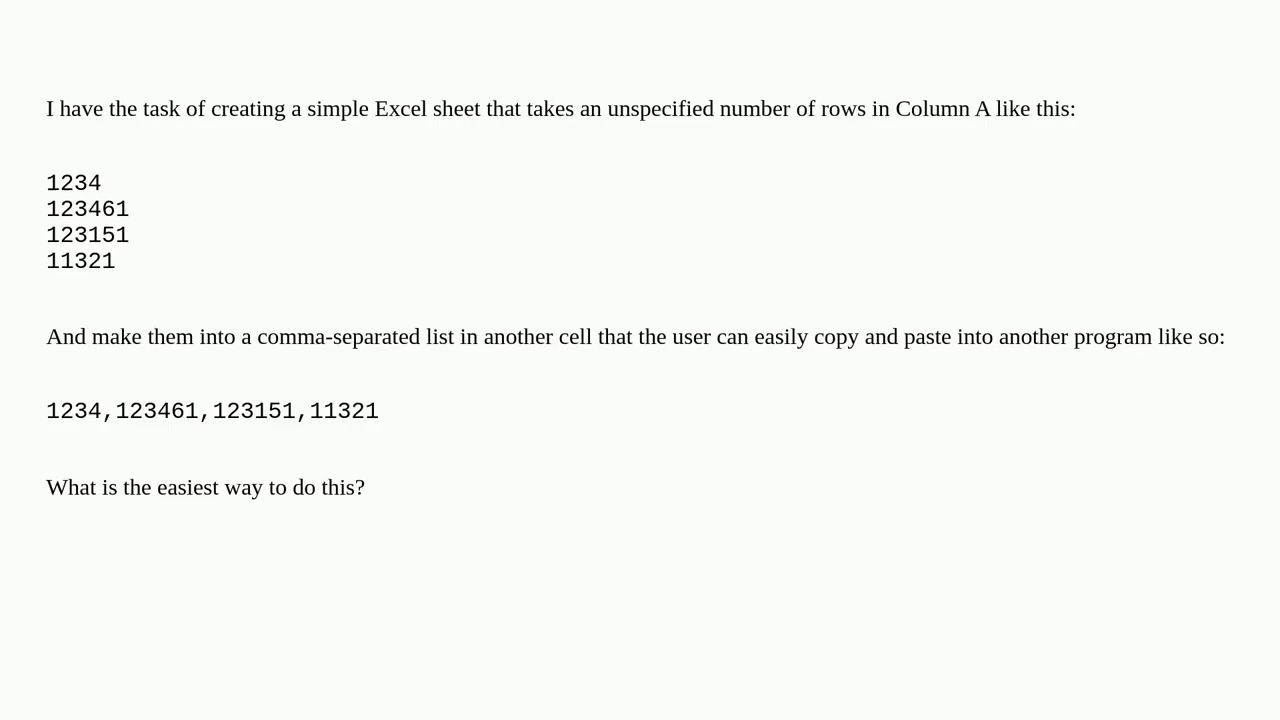 I have the task of creating a simple Excel sheet that takes an unspecified number of rows in Column A like this:
1234
123461
123151
11321
And make them into a comma-separated list in another cell that the user can easily copy and paste into another program like so:
1234,123461,123151,11321
What is the easiest way to do this?